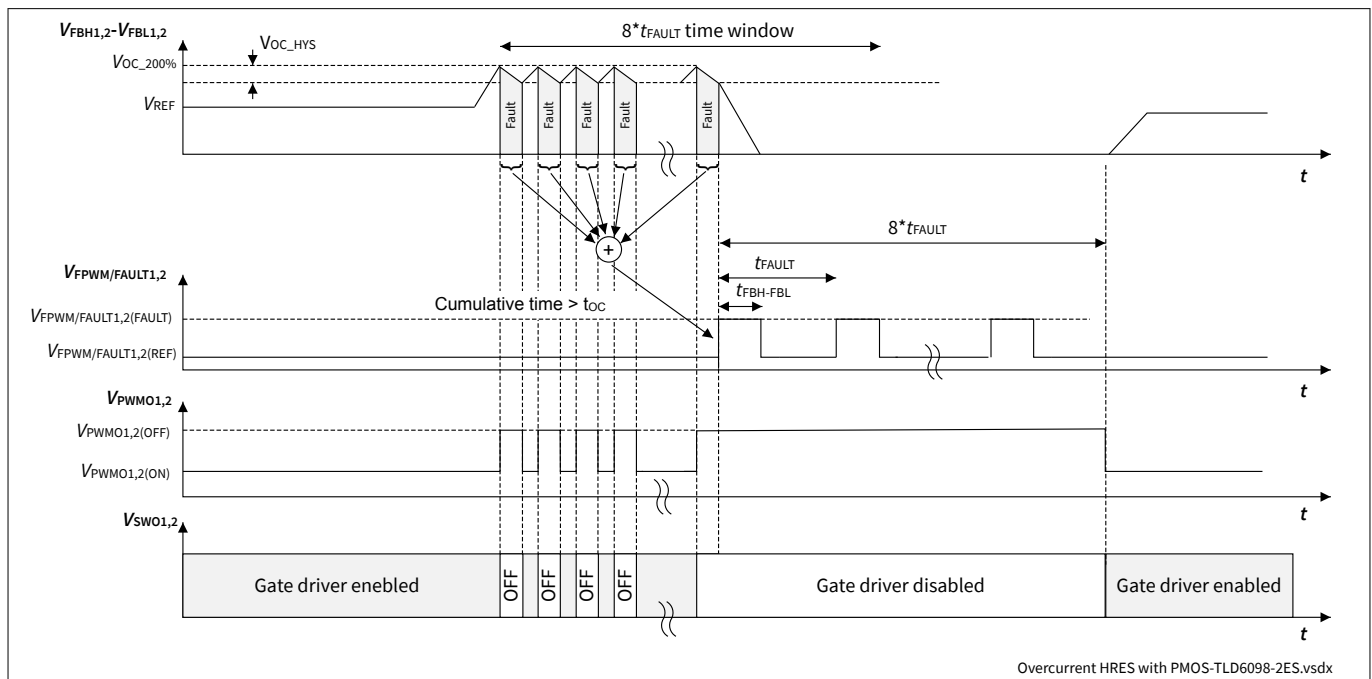 VFBH1,2-VFBL1,2
VOC_HYS
8*tFAULT time window
VOC_200%
VREF
Fault
Fault
Fault
Fault
Fault
t
+
8*tFAULT
tFAULT
tFBH-FBL
VFPWM/FAULT1,2
Cumulative time > tOC
VFPWM/FAULT1,2(FAULT)
VFPWM/FAULT1,2(REF)
t
VPWMO1,2
VPWMO1,2(OFF)
VPWMO1,2(ON)
t
VSWO1,2
Gate driver enabled
OFF
OFF
OFF
OFF
Gate driver disabled
Gate driver enabled
t
Overcurrent HRES with PMOS-TLD6098-2ES.vsdx